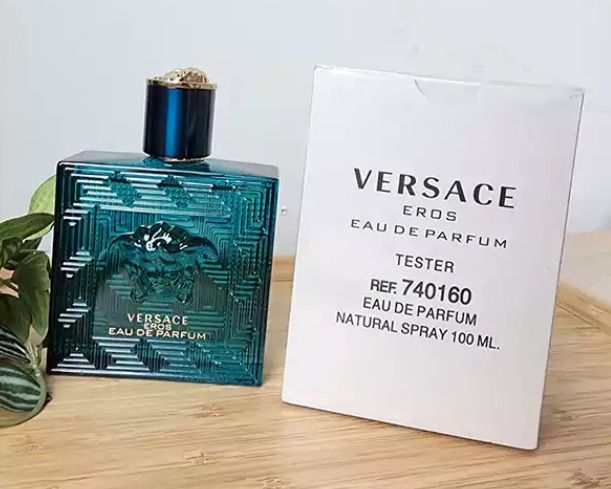 VERSACE
EROS
EAU DE PARFUM
VERSACE
EROS
EAU DE PARFUM
TESTER
REF. 740160
EAU DE PARFUM
NATURAL SPRAY 100 ML.